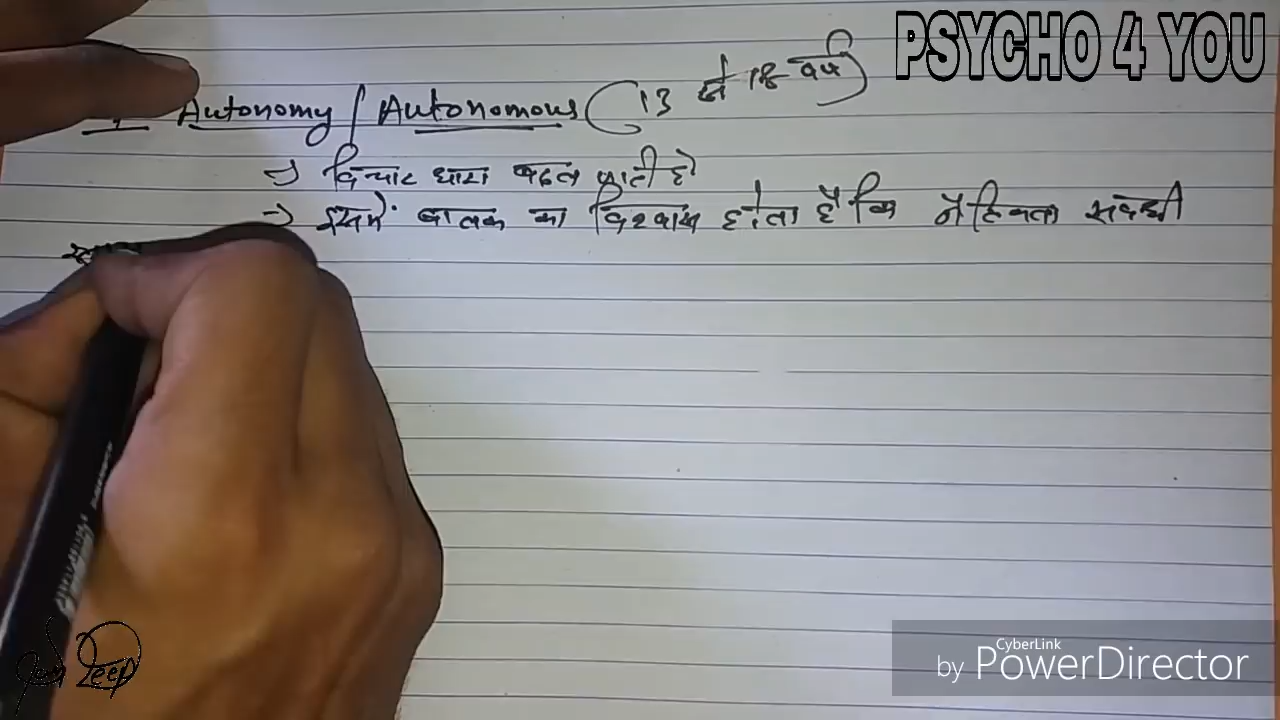 PSYCHO 4 YOU
Autonomy / Autonomous (13 से 18 वर्ष)
→ विचार धारा बदल जाती है
→ इसमें बालक का विश्वास होता है कि नैतिकता संबंधी
by CyberLink PowerDirector